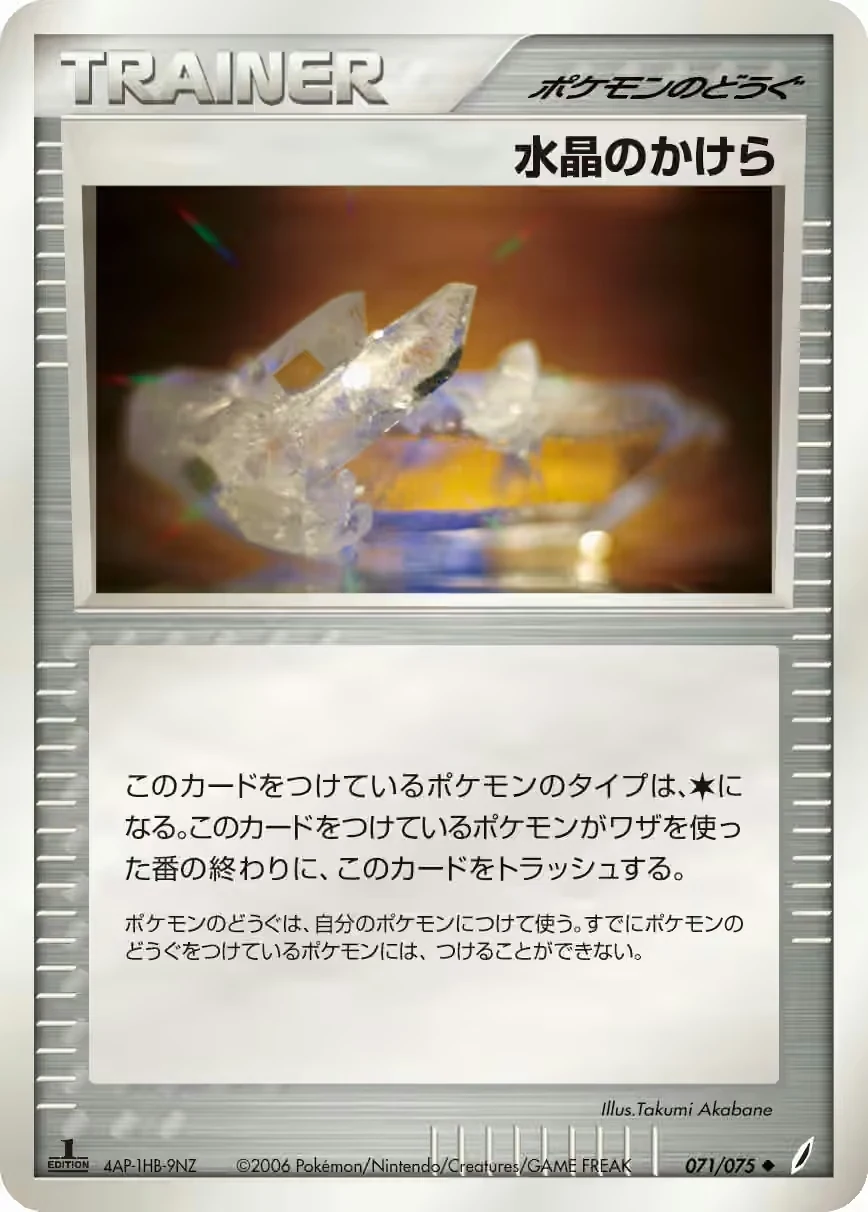 TRAINER
ポケモンのどうぐ
水晶のかけら
このカードをつけているポケモンのタイプは、✶に
なる。このカードをつけているポケモンがワザを使っ
た番の終わりに、このカードをトラッシュする。
ポケモンのどうぐは、自分のポケモンにつけて使う。すでにポケモンの
どうぐをつけているポケモンには、つけることができない。
Illus.Takumi Akabane
1 EDITION 4AP-1HB-9NZ ©2006 Pokémon/Nintendo/Creatures/GAME FREAK 071/075 ◆